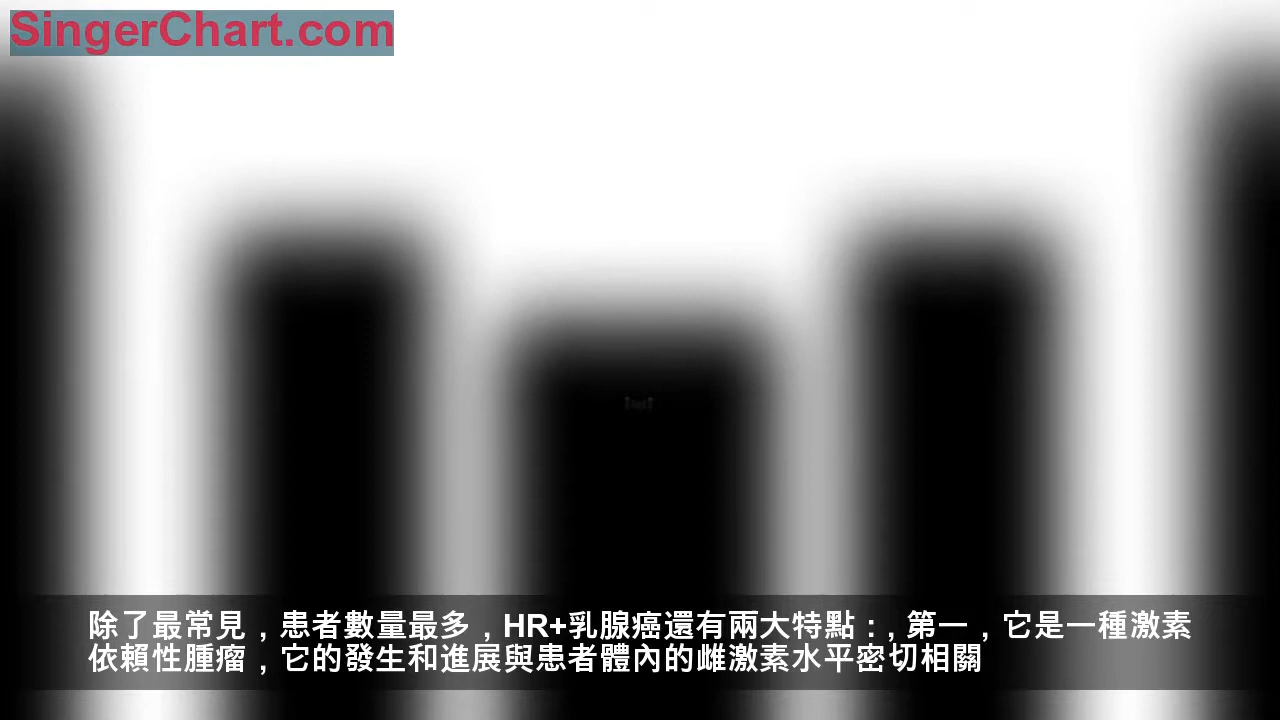 SingerChart.com
除了最常見，患者數量最多，HR+乳腺癌還有兩大特點：, 第一，它是一種激素
依賴性腫瘤，它的發生和進展與患者體內的雌激素水平密切相關